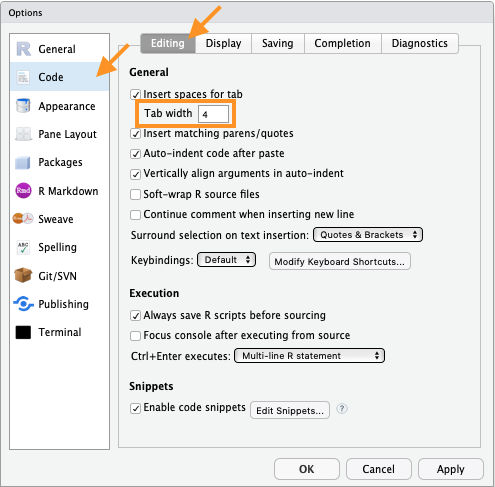 Options
General
Code
Appearance
Pane Layout
Packages
Rmd R Markdown
Sweave
ABC Spelling
Git/SVN
Publishing
Terminal
Editing Display Saving Completion Diagnostics
General
Insert spaces for tab
Tab width 4
Insert matching parens/quotes
Auto-indent code after paste
Vertically align arguments in auto-indent
Soft-wrap R source files
Continue comment when inserting new line
Surround selection on text insertion: Quotes & Brackets
Keybindings: Default Modify Keyboard Shortcuts...
Execution
Always save R scripts before sourcing
Focus console after executing from source
Ctrl+Enter executes: Multi-line R statement
Snippets
Enable code snippets Edit Snippets... ?
OK Cancel Apply